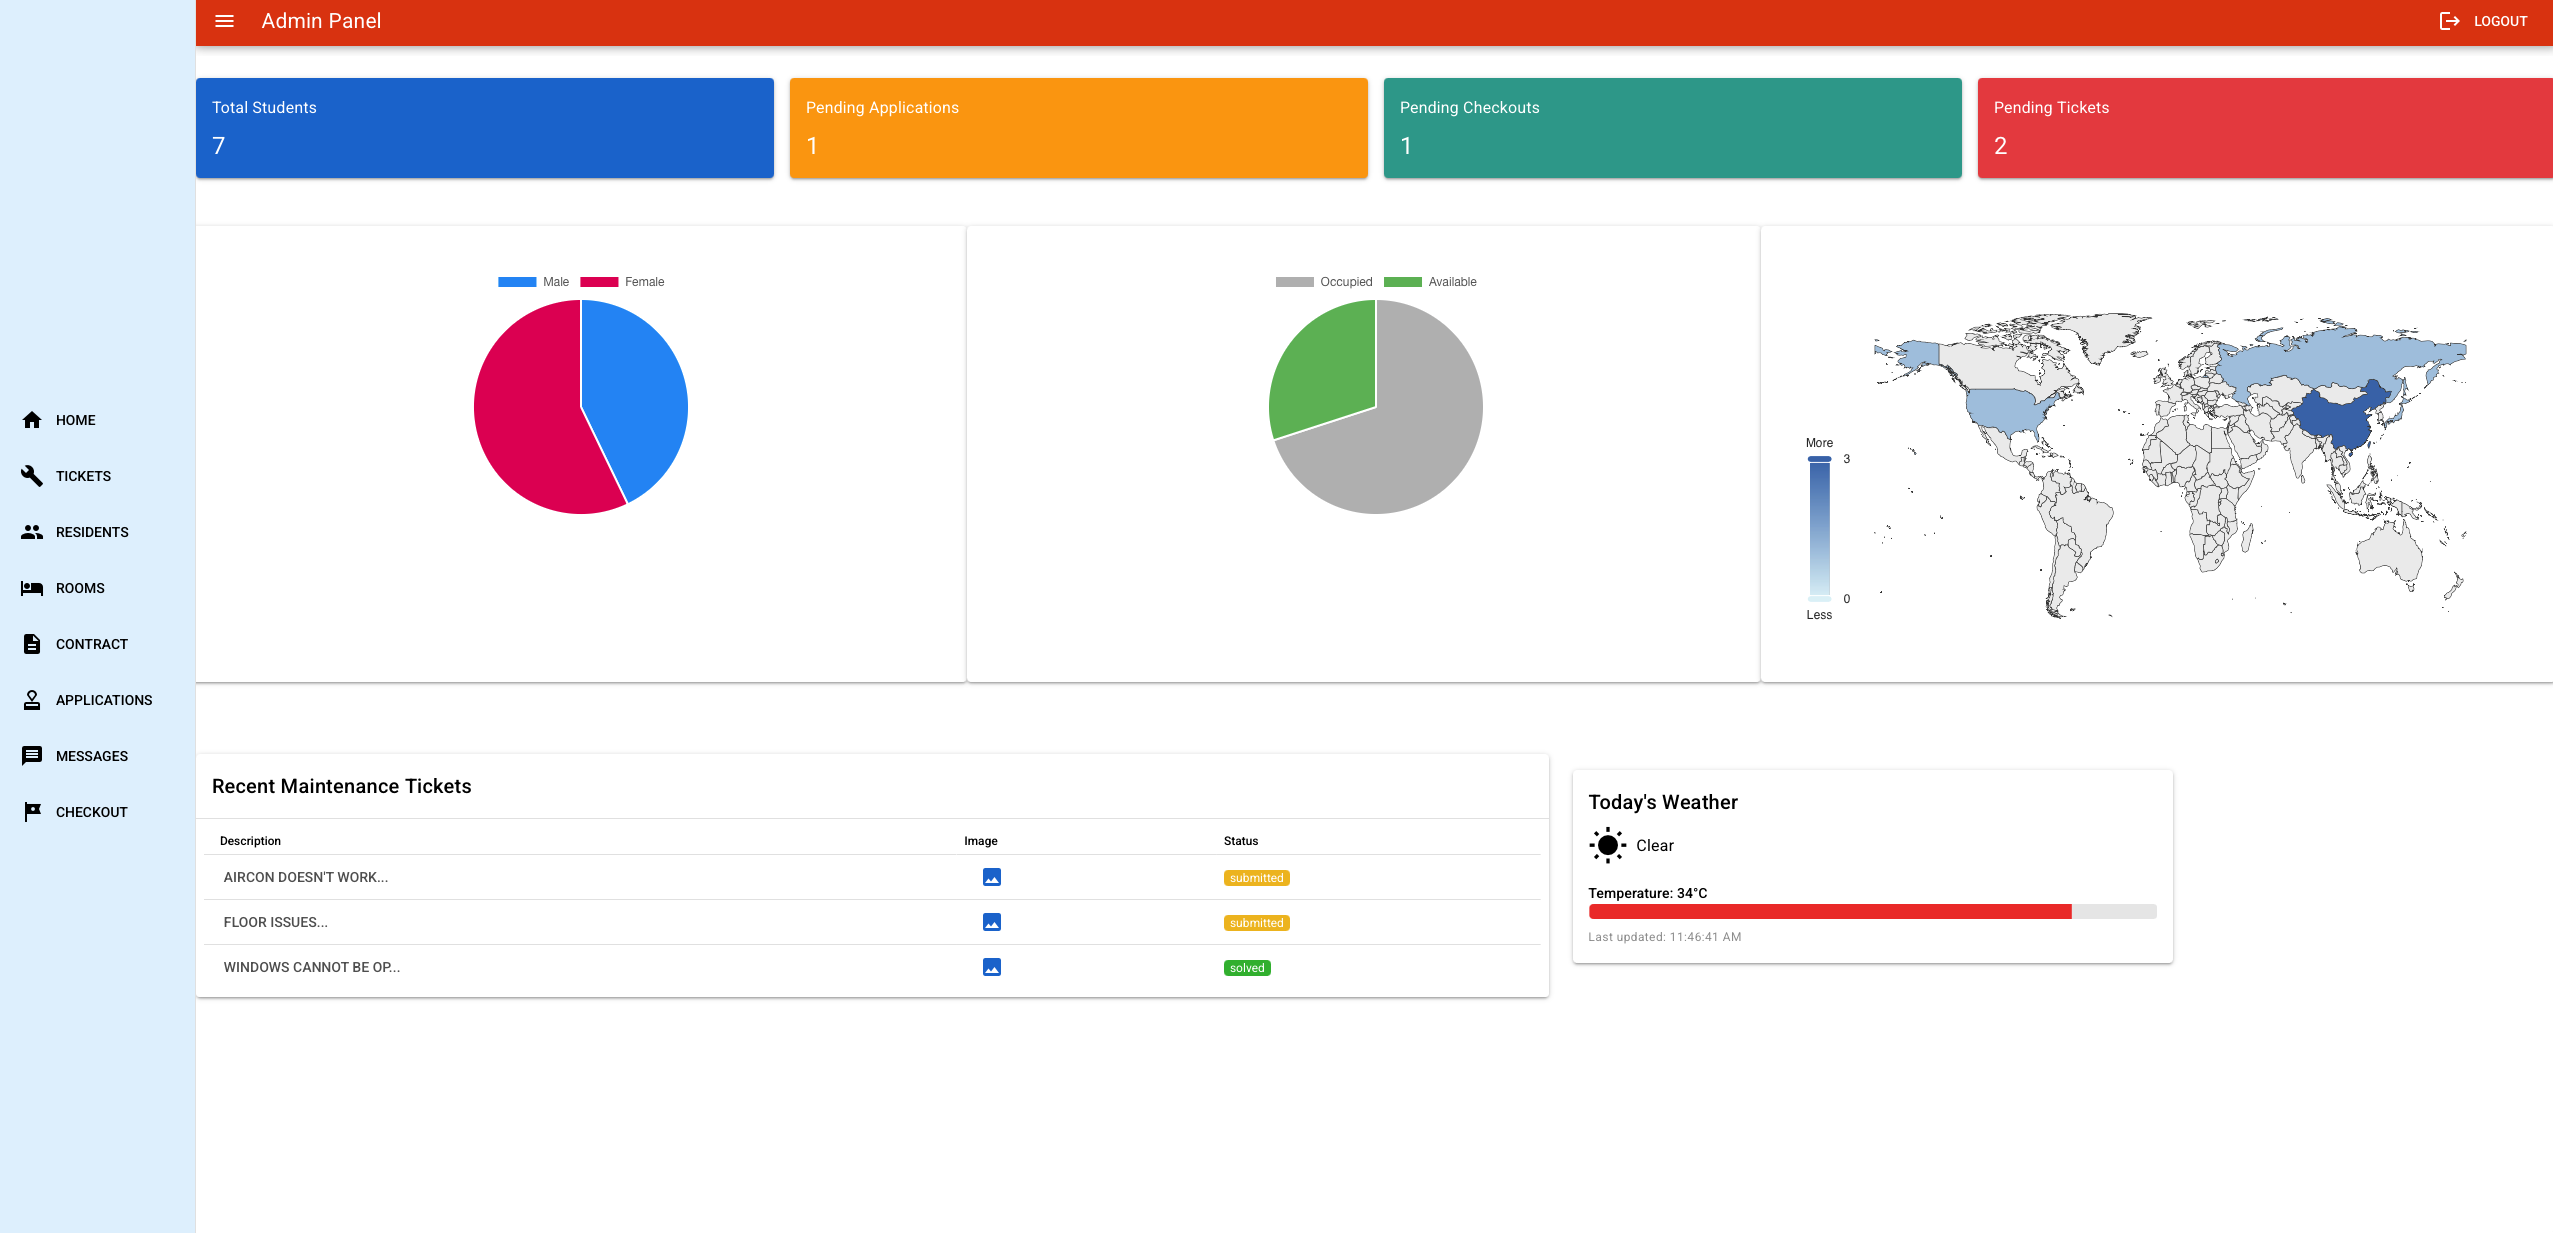 Admin Panel
LOGOUT
Total Students
7
Pending Applications
1
Pending Checkouts
1
Pending Tickets
2
HOME
TICKETS
RESIDENTS
ROOMS
CONTRACT
APPLICATIONS
MESSAGES
CHECKOUT
Male Female
Occupied Available
More
3
0
Less
Recent Maintenance Tickets
Description Image Status
AIRCON DOESN'T WORK... submitted
FLOOR ISSUES... submitted
WINDOWS CANNOT BE OP... solved
Today's Weather
Clear
Temperature: 34°C
Last updated: 11:46:41 AM